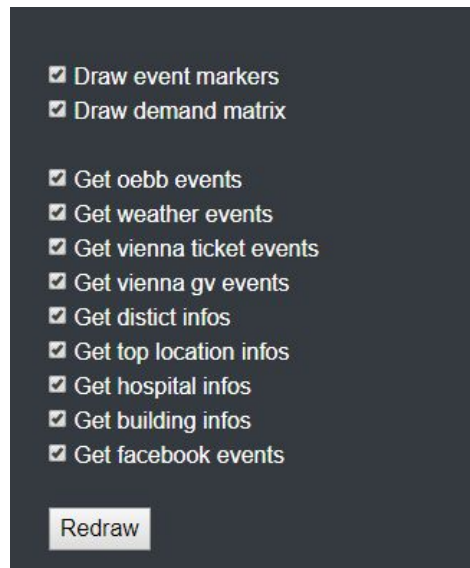 Draw event markers
Draw demand matrix
Get oebb events
Get weather events
Get vienna ticket events
Get vienna gv events
Get distict infos
Get top location infos
Get hospital infos
Get building infos
Get facebook events
Redraw